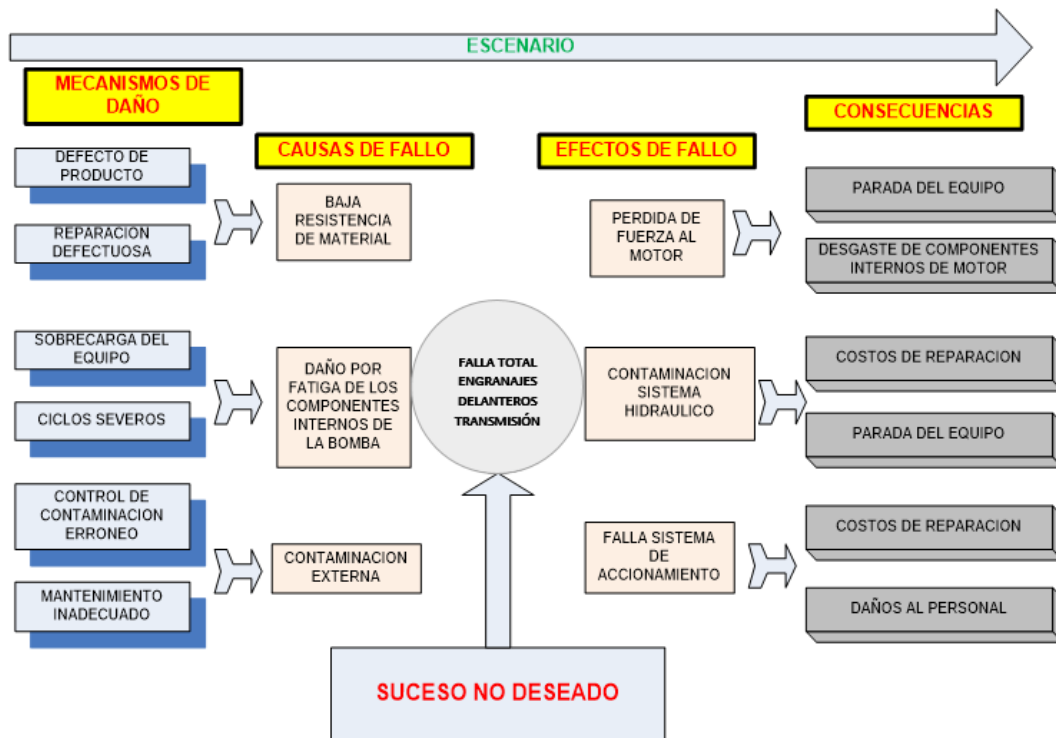 ESCENARIO
MECANISMOS DE
DAÑO
CONSECUENCIAS
CAUSAS DE FALLO
EFECTOS DE FALLO
DEFECTO DE
PRODUCTO
REPARACION
DEFECTUOSA
BAJA
RESISTENCIA
DE MATERIAL
PERDIDA DE
FUERZA AL
MOTOR
PARADA DEL EQUIPO
DESGASTE DE COMPONENTES
INTERNOS DE MOTOR
SOBRECARGA DEL
EQUIPO
CICLOS SEVEROS
DAÑO POR
FATIGA DE LOS
COMPONENTES
INTERNOS DE
LA BOMBA
FALLA TOTAL
ENGRANAJES
DELANTEROS
TRANSMISIÓN
CONTAMINACION
SISTEMA
HIDRAULICO
COSTOS DE REPARACION
PARADA DEL EQUIPO
CONTROL DE
CONTAMINACION
ERRONEO
MANTENIMIENTO
INADECUADO
CONTAMINACION
EXTERNA
FALLA SISTEMA
DE
ACCIONAMIENTO
COSTOS DE REPARACION
DAÑOS AL PERSONAL
SUCESO NO DESEADO